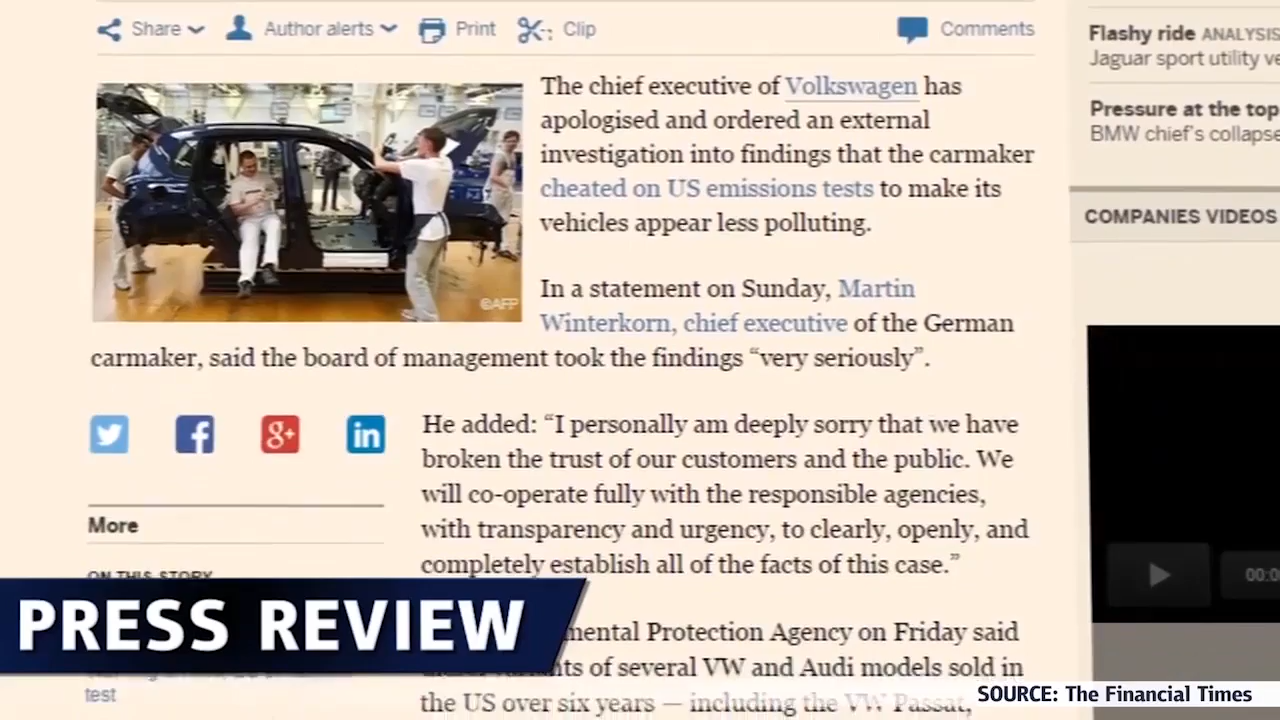 Share
Author alerts
Print
Clip
Comments
Flashy ride ANALYSIS
Jaguar sport utility
Pressure at the top
BMW chief's collapse
COMPANIES VIDEOS
The chief executive of Volkswagen has
apologised and ordered an external
investigation into findings that the carmaker
cheated on US emissions tests to make its
vehicles appear less polluting.
In a statement on Sunday, Martin
Winterkorn, chief executive of the German
carmaker, said the board of management took the findings “very seriously”.
©AFP
He added: “I personally am deeply sorry that we have
broken the trust of our customers and the public. We
will co-operate fully with the responsible agencies,
with transparency and urgency, to clearly, openly, and
completely establish all of the facts of this case.”
g+
in
More
ON THIS STORY
test
Protection Agency on Friday said
of several VW and Audi models sold in
the US over six years — including the VW Passat,
PRESS REVIEW
SOURCE: The Financial Times